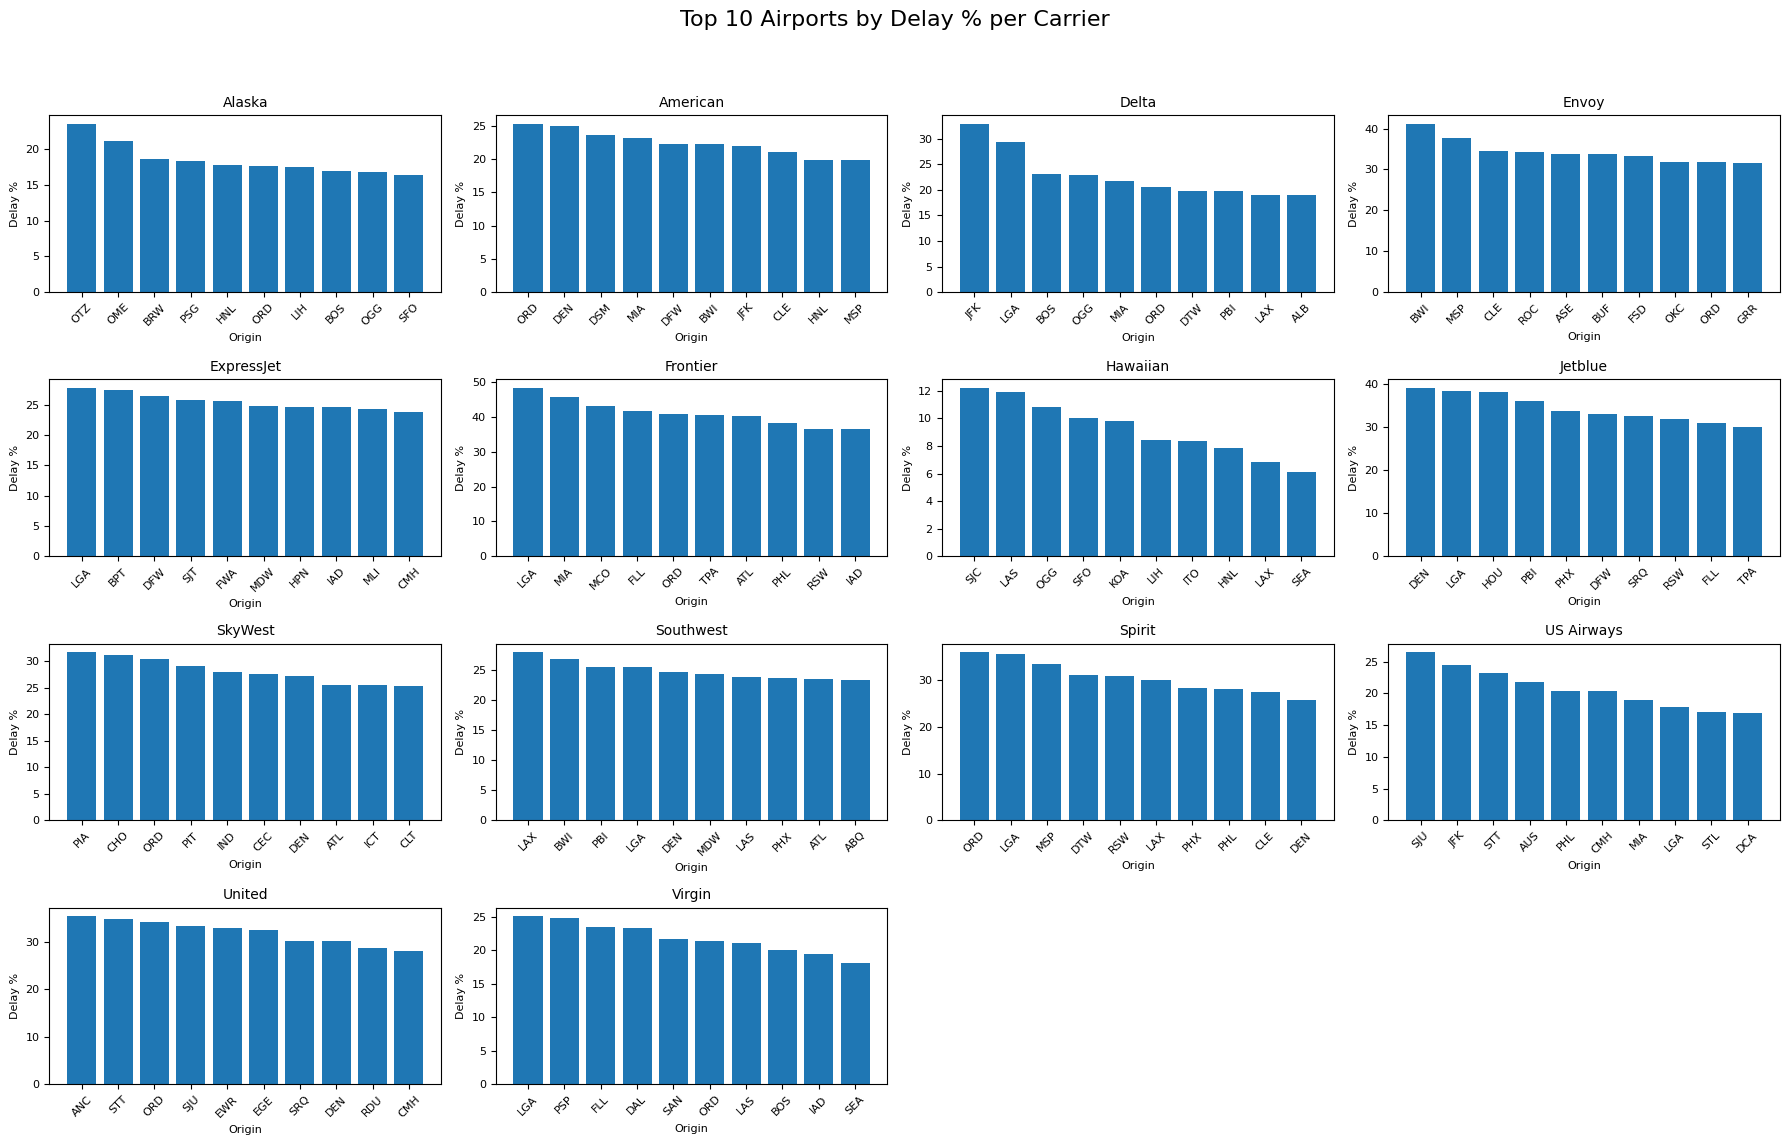 Top 10 Airports by Delay % per Carrier
Alaska
Delay %
20
15
10
5
0
OTZ OME BRW PSG HNL ORD LIH BOS OGG SFO
Origin
American
Delay %
25
20
15
10
5
0
ORD DEN DSM MIA DFW BWI JFK CLE HNL MSP
Origin
Delta
Delay %
30
25
20
15
10
5
0
JFK LGA BOS OGG MIA ORD DTW PBI LAX ALB
Origin
Envoy
Delay %
40
30
20
10
0
BWI MSP CLE ROC ASE BUF FSD OKC ORD GRR
Origin
ExpressJet
Delay %
25
20
15
10
5
0
LGA BPT DFW SJT FWA MDW HPN IAD MLI CMH
Origin
Frontier
Delay %
50
40
30
20
10
0
LGA MIA MCO FLL ORD TPA ATL PHL RSW IAD
Origin
Hawaiian
Delay %
12
10
8
6
4
2
0
SJC LAS OGG SFO KOA LIH ITO HNL LAX SEA
Origin
Jetblue
Delay %
40
30
20
10
0
DEN LGA HOU PBI PHX DFW SRQ RSW FLL TPA
Origin
SkyWest
Delay %
30
25
20
15
10
5
0
PIA CHO ORD PIT IND CEC DEN ATL ICT CLT
Origin
Southwest
Delay %
25
20
15
10
5
0
LAX BWI PBI LGA DEN MDW LAS PHX ATL ABQ
Origin
Spirit
Delay %
30
20
10
0
ORD LGA MSP DTW RSW LAX PHX PHL CLE DEN
Origin
US Airways
Delay %
25
20
15
10
5
0
SJU JFK STT AUS PHL CMH MIA LGA STL DCA
Origin
United
Delay %
30
20
10
0
ANC STT ORD SJU EWR EGE SRQ DEN RDU CMH
Origin
Virgin
Delay %
25
20
15
10
5
0
LGA PSP FLL DAL SAN ORD LAS BOS IAD SEA
Origin